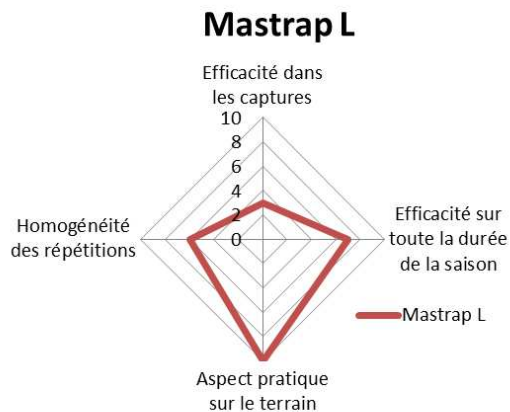 Mastrap L
Efficacité dans
les captures
10
8
6
4
2
0
Homogénéité
des répétitions
Efficacité sur
toute la durée
de la saison
Mastrap L
Aspect pratique
sur le terrain